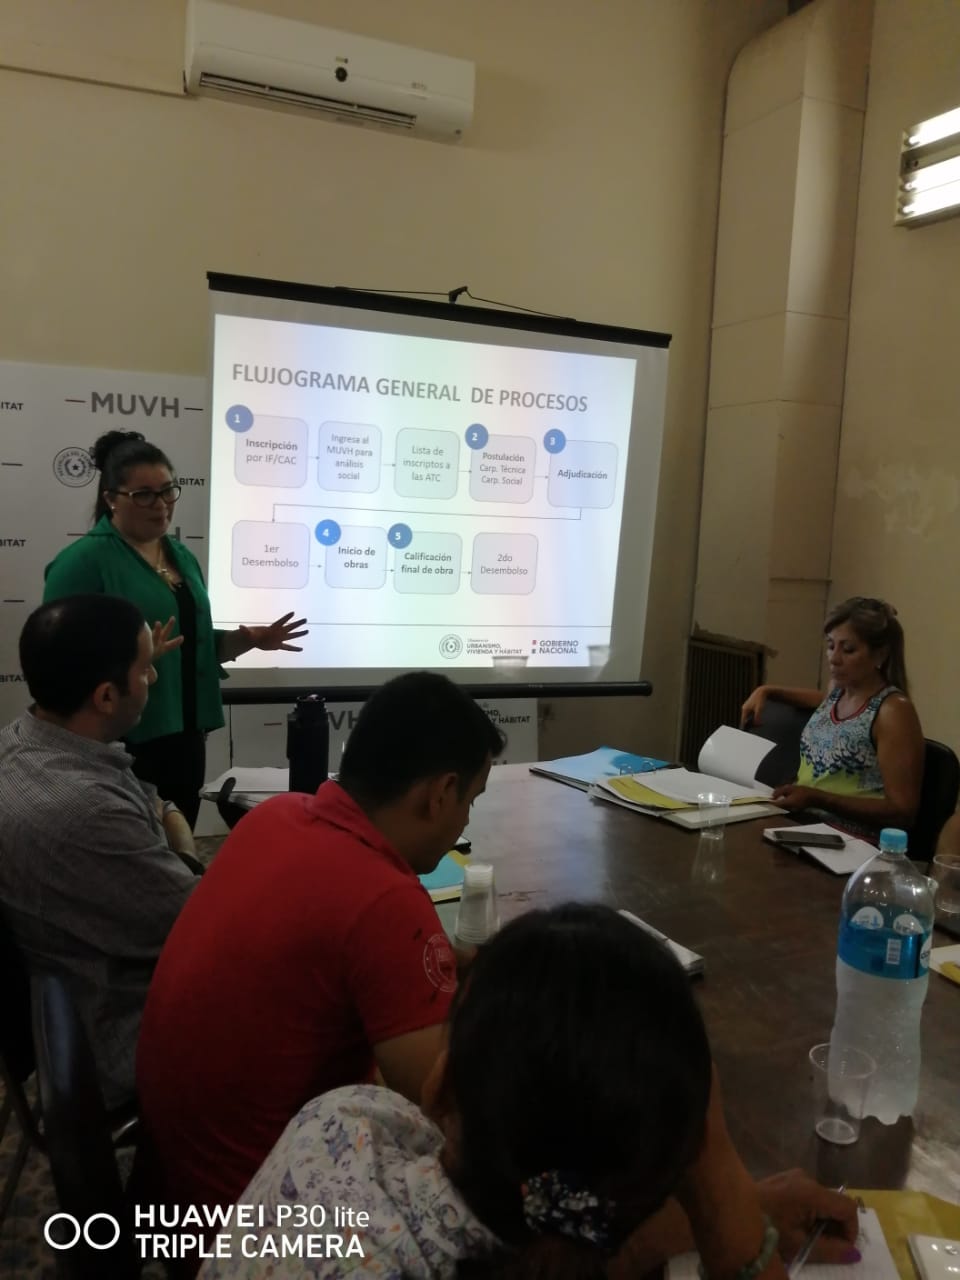 FLUJOGRAMA GENERAL DE PROCESOS
1
Inscripción
por IF/CAC
Ingresa al
MUVH para
análisis
social
Lista de
inscriptos a
las ATC
2
Postulación
Carp. Técnica
Carp. Social
3
Adjudicación
1er
Desembolso
4
Inicio de
obras
5
Calificación
final de obra
2do
Desembolso
URBANISMO,
VIVIENDA Y HÁBITAT
GOBIERNO
NACIONAL
MUVH
HUAWEI P30 lite
TRIPLE CAMERA